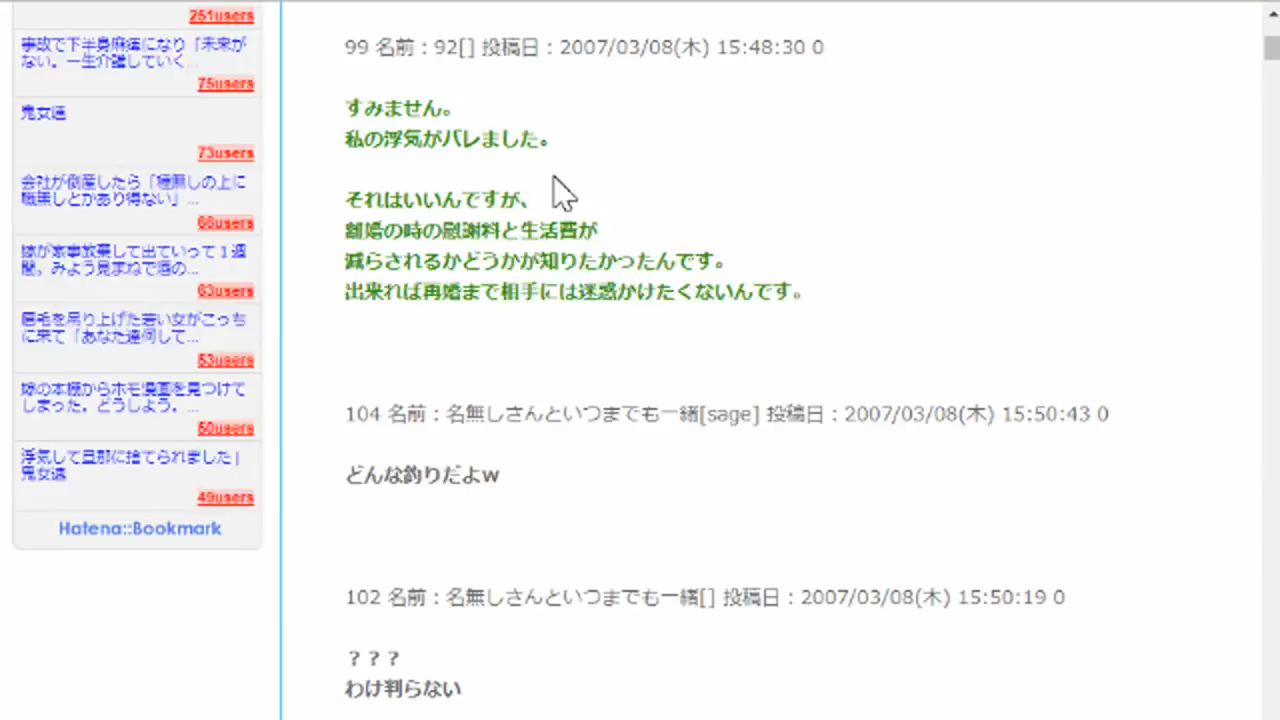 251users
事故で下半身麻痺になり「未来が
ない。一生介護していく...
75users
鬼女速
73users
会社が倒産したら「種無しの上に
職無しとかあり得ない」...
66users
嫁が家事放棄して出ていって1週
間。みよう見まねで酒の...
63users
眉毛を吊り上げた若い女がこっち
に来て「あなた達何して...
53users
嫁の本棚からホモ漫画を見つけて
しまった。どうしよう。...
50users
浮気して旦那に捨てられました |
鬼女速
49users
Hatena::Bookmark
99 名前：92[] 投稿日：2007/03/08(木) 15:48:30 0
すみません。
私の浮気がバレました。
それはいいんですが、
離婚の時の慰謝料と生活費が
減らされるかどうかが知りたかったんです。
出来れば再婚まで相手には迷惑かけたくないんです。
104 名前：名無しさんといつまでも一緒[sage] 投稿日：2007/03/08(木) 15:50:43 0
どんな釣りだよw
102 名前：名無しさんといつまでも一緒[] 投稿日：2007/03/08(木) 15:50:19 0
？？？
わけ判らない